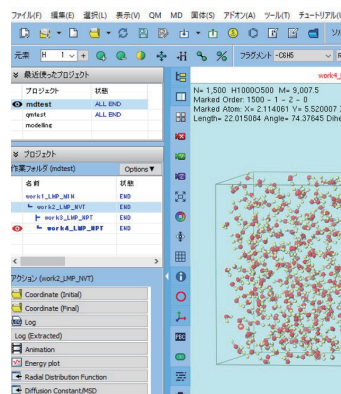 ファイル(F) 編集(E) 選択(L) 表示(V) QM MD 固体(S) アドオン(A) ツール(T) チュートリアル(
元素 H 1 + フラグメント -C6H5 R
最近使ったプロジェクト
プロジェクト 状態
mdtest ALL END
qmtest ALL END
modeling
プロジェクト
作業フォルダ (mdtest) Options▼
名前 状態
work1_LMP_MIN END
work2_LMP_NVT END
work3_LMP_NPT END
work4_LMP_NPT END
アクション (work2_LMP_NVT)
Coordinate (Initial)
Coordinate (Final)
Log
Log (Extracted)
Animation
Energy plot
Radial Distribution Function
Diffusion Constant/MSD
work4_
N= 1,500 H1000O500 M= 9,007.5
Marked Order: 1500 - 1 - 2 - 0
Marked Atom: X= 2.114061 Y= 5.520007
Length= 22.015084 Angle= 74.37645 Dihe